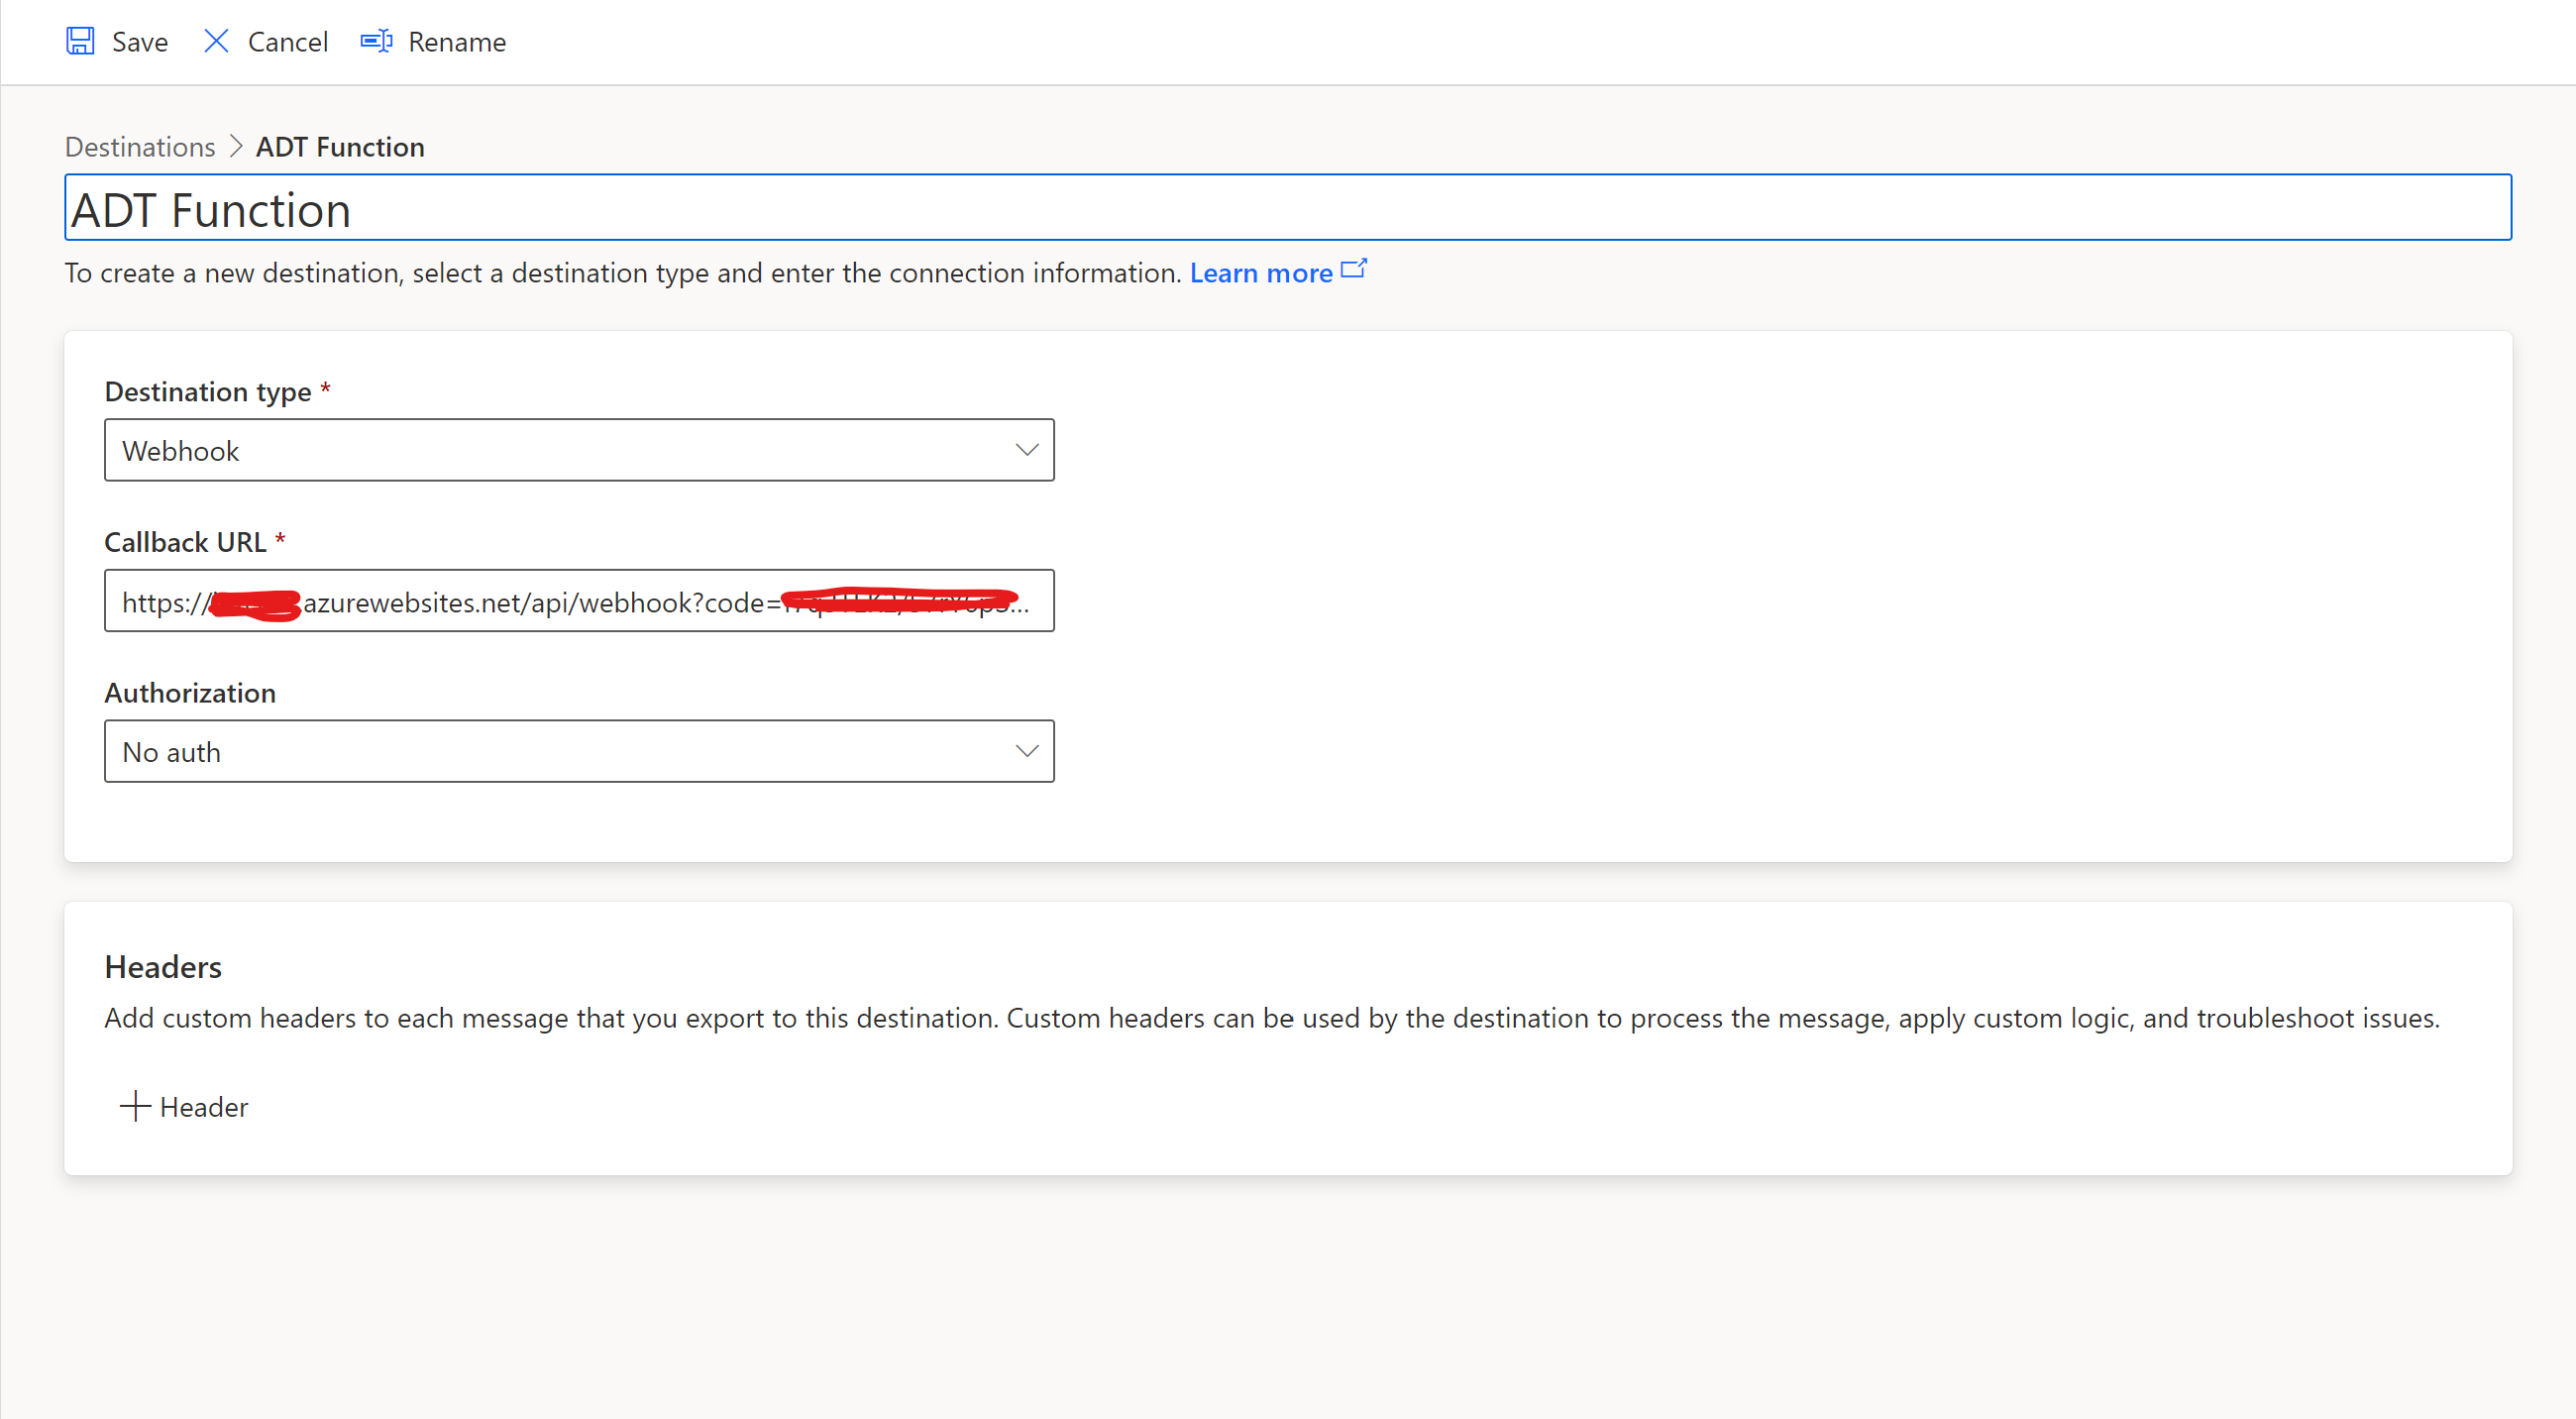 Save Cancel Rename
Destinations > ADT Function
ADT Function
To create a new destination, select a destination type and enter the connection information. Learn more
Destination type *
Webhook
Callback URL *
https:// azurewebsites.net/api/webhook?code= ...
Authorization
No auth
Headers
Add custom headers to each message that you export to this destination. Custom headers can be used by the destination to process the message, apply custom logic, and troubleshoot issues.
+ Header